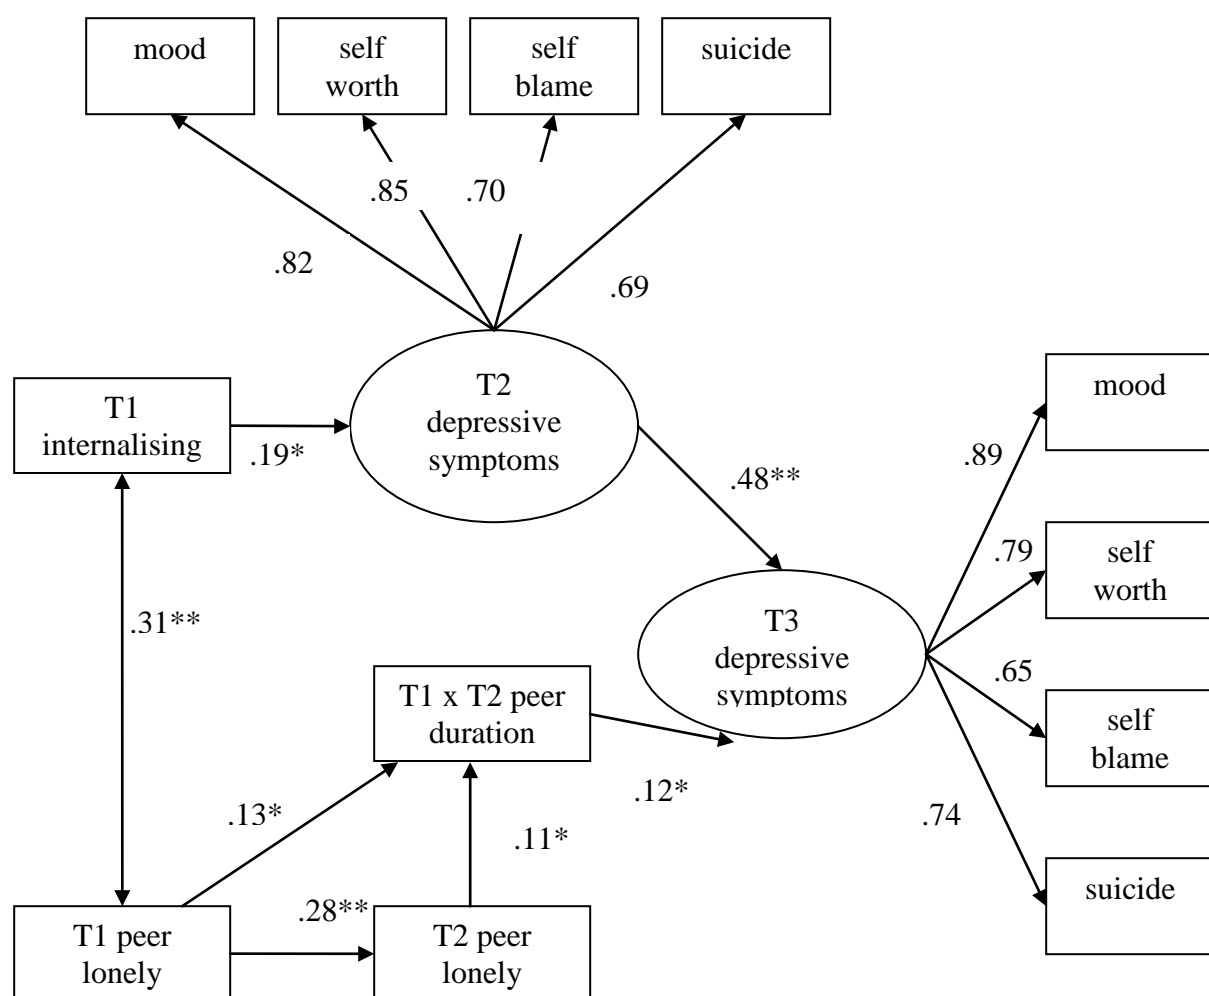 mood
self
worth
self
blame
suicide
.85
.70
.82
.69
T2
depressive
symptoms
T1
internalising
.19*
.48**
mood
.89
self
worth
.79
.31**
T3
depressive
symptoms
.65
T1 x T2 peer
duration
self
blame
.12*
.13*
.11*
.74
suicide
.28**
T1 peer
lonely
T2 peer
lonely